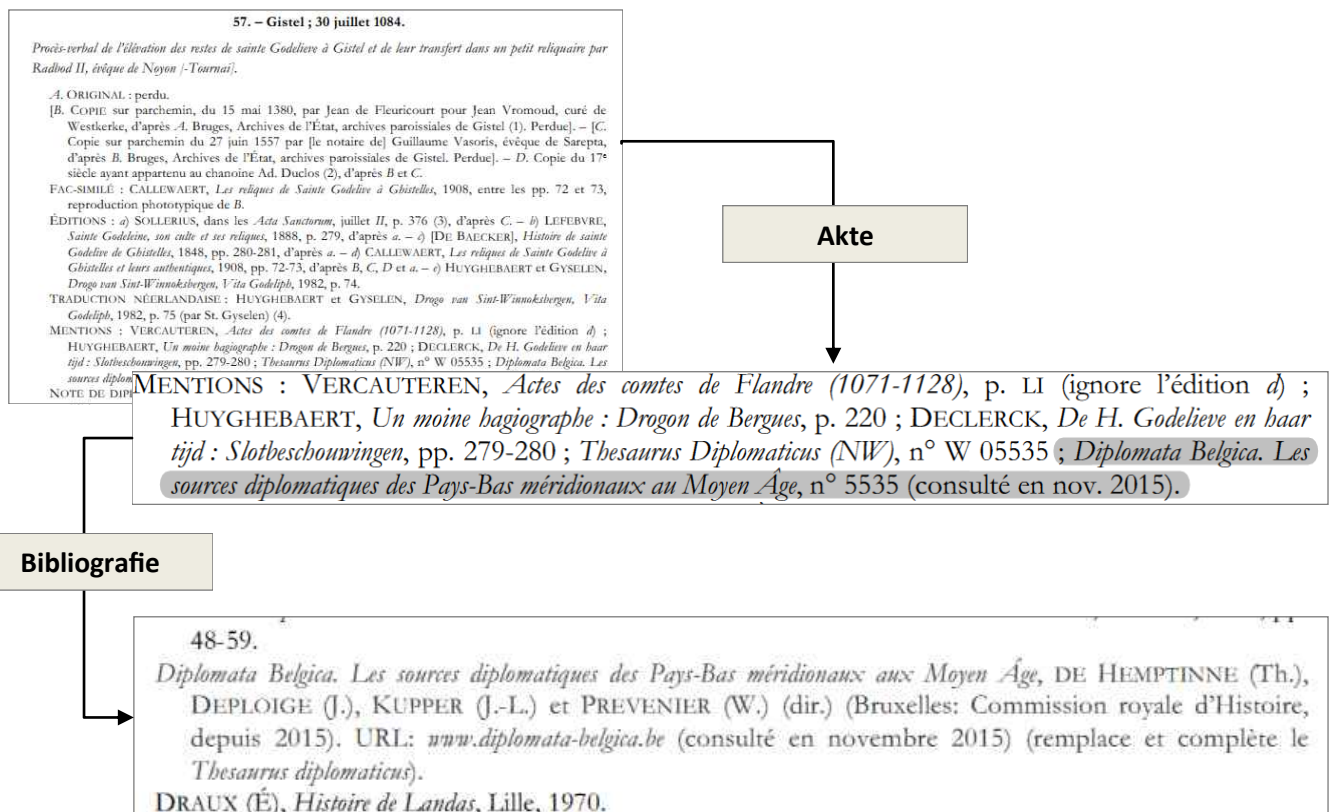 57. – Gistel ; 30 juillet 1084.
Procès-verbal de l'élévation des restes de sainte Godelieve à Gistel et de leur transfert dans un petit reliquaire par
Radbod II, évêque de Noyon [-Tournai].
A. ORIGINAL : perdu.
[B. COPIE sur parchemin, du 15 mai 1380, par Jean de Fleuricourt pour Jean Vromoud, curé de
Westkerke, d'après A. Bruges, Archives de l'État, archives paroissiales de Gistel (1). Perdue]. – [C.
Copie sur parchemin du 27 juin 1557 par [le notaire de] Guillaume Vasoris, évêque de Sarepta,
d'après B. Bruges, Archives de l'État, archives paroissiales de Gistel. Perdue]. – D. Copie du 17e
siècle ayant appartenu au chanoine Ad. Duclos (2), d'après B et C.
FAC-SIMILÉ : CALLEWAERT, Les reliques de Sainte Godelive à Ghistelles, 1908, entre les pp. 72 et 73,
reproduction phototypique de B.
ÉDITIONS : a) SOLLERIUS, dans les Acta Sanctorum, juillet II, p. 376 (3), d'après C. – b) LEFEBVRE,
Sainte Godeleine, son culte et ses reliques, 1888, p. 279, d'après a. – c) [DE BAECKER], Histoire de sainte
Godelive de Ghistelles, 1848, pp. 280-281, d'après a. – d) CALLEWAERT, Les reliques de Sainte Godelive à
Ghistelles et leurs authentiques, 1908, pp. 72-73, d'après B, C, D et a. – e) HUYGHEBAERT et GYSELEN,
Drogo van Sint-Winnoksbergen, Vita Godeliph, 1982, p. 74.
TRADUCTION NÉERLANDAISE : HUYGHEBAERT et GYSELEN, Drogo van Sint-Winnoksbergen, Vita
Godeliph, 1982, p. 75 (par St. Gyselen) (4).
MENTIONS : VERCAUTEREN, Actes des comtes de Flandre (1071-1128), p. LI (ignore l'édition d) ;
HUYGHEBAERT, Un moine hagiographe : Drogon de Bergues, p. 220 ; DECLERCK, De H. Godelieve en haar
tijd : Slotbeschouwingen, pp. 279-280 ; Thesaurus Diplomaticus (NW), n° W 05535 ; Diplomata Belgica. Les
sources diplom
NOTE DE DIP
Akte
MENTIONS : VERCAUTEREN, Actes des comtes de Flandre (1071-1128), p. LI (ignore l'édition d) ;
HUYGHEBAERT, Un moine hagiographe : Drogon de Bergues, p. 220 ; DECLERCK, De H. Godelieve en haar
tijd : Slotbeschouwingen, pp. 279-280 ; Thesaurus Diplomaticus (NW), n° W 05535 ; Diplomata Belgica. Les
sources diplomatiques des Pays-Bas méridionaux au Moyen Âge, n° 5535 (consulté en nov. 2015).
Bibliografie
48-59.
Diplomata Belgica. Les sources diplomatiques des Pays-Bas méridionaux aux Moyen Âge, DE HEMPTINNE (Th.),
DEPLOIGE (J.), KUPPER (J.-L.) et PREVENIER (W.) (dir.) (Bruxelles: Commission royale d'Histoire,
depuis 2015). URL: www.diplomata-belgica.be (consulté en novembre 2015) (remplace et complète le
Thesaurus diplomaticus).
DRAUX (É), Histoire de Landas, Lille, 1970.